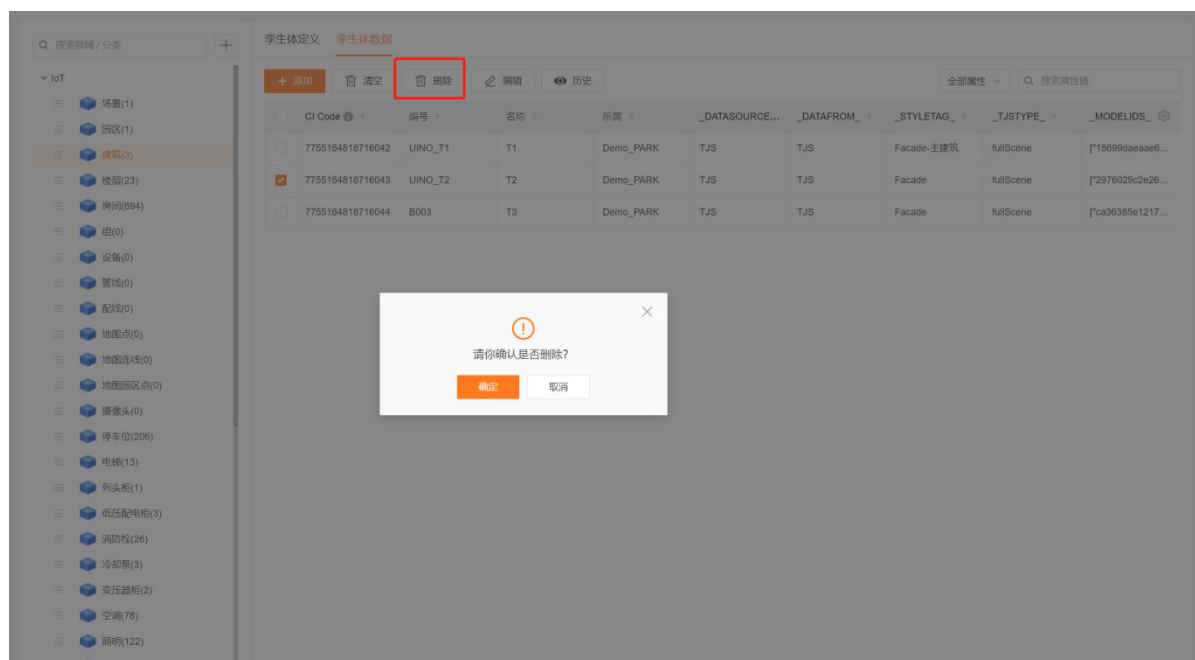 搜索领域/分类
IoT
场景(1)
园区(1)
建筑(3)
楼层(23)
房间(694)
组(0)
设备(0)
管线(0)
配线(0)
地图点(0)
地图连线(0)
地图园区点(0)
摄像头(0)
停车位(206)
电梯(13)
列头柜(1)
低压配电柜(3)
消防栓(26)
冷却泵(3)
变压器柜(2)
空调(76)
照明(122)
孪生体定义 孪生体数据
添加 清空 删除 编辑 历史 全部属性 搜索属性值
CI Code 编号 名称 所属 _DATASOURCE... _DATAFROM_ _STYLETAG_ _TJSTYPE_ _MODELIDS_
7755164818716042 UINO_T1 T1 Demo_PARK TJS TJS Facade-主建筑 fullScene ["18699daeaae6...
7755164818716043 UINO_T2 T2 Demo_PARK TJS TJS Facade fullScene ["2976029c2e26...
7755164818716044 B003 T3 Demo_PARK TJS TJS Facade fullScene ["ca36385e1217...
请你确认是否删除?
确定 取消